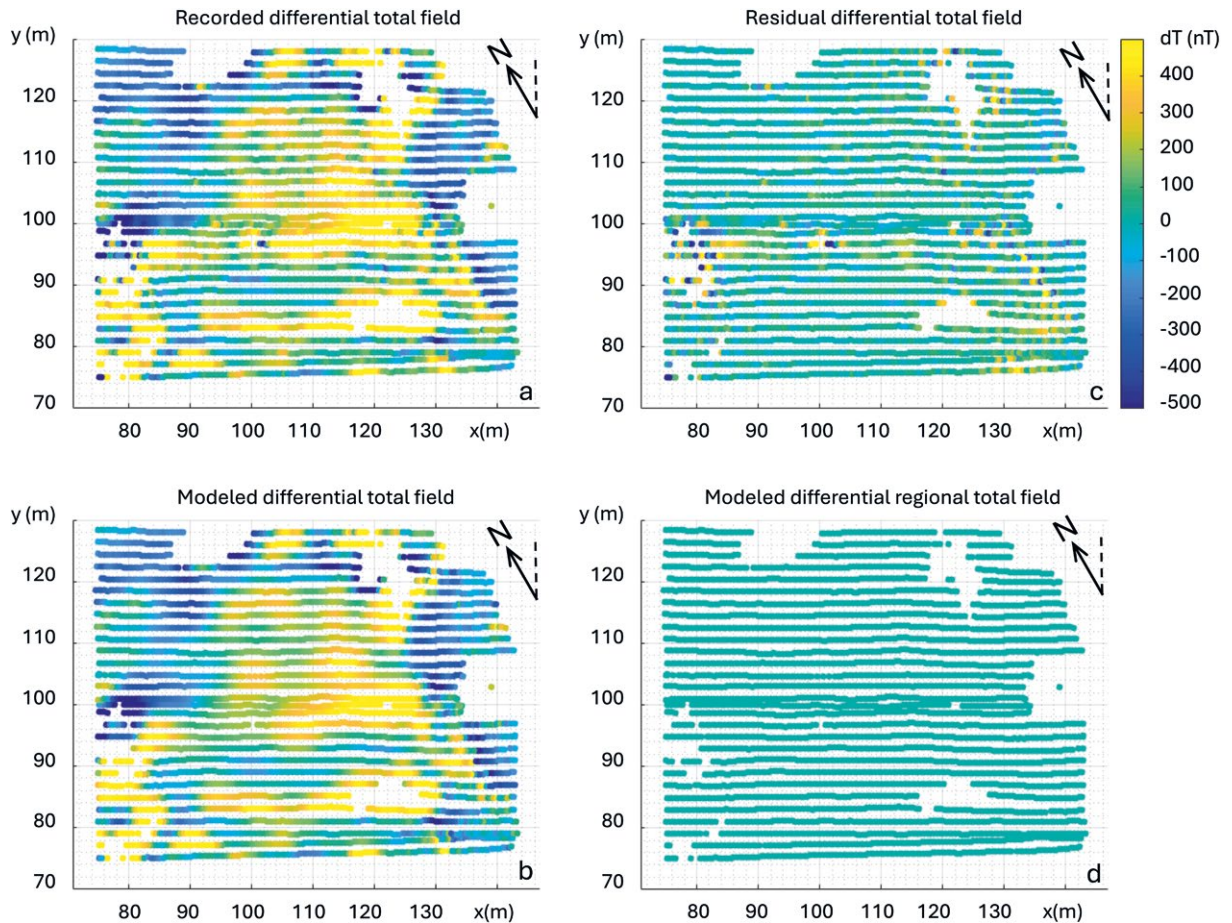 Recorded differential total field
Residual differential total field
y (m)
N
120
110
100
90
80
70
80 90 100 110 120 130 x(m)
a
y (m)
N
120
110
100
90
80
70
80 90 100 110 120 130 x(m)
c
dT (nT)
400
300
200
100
0
-100
-200
-300
-400
-500
Modeled differential total field
Modeled differential regional total field
y (m)
N
120
110
100
90
80
70
80 90 100 110 120 130 x(m)
b
y (m)
N
120
110
100
90
80
70
80 90 100 110 120 130 x(m)
d